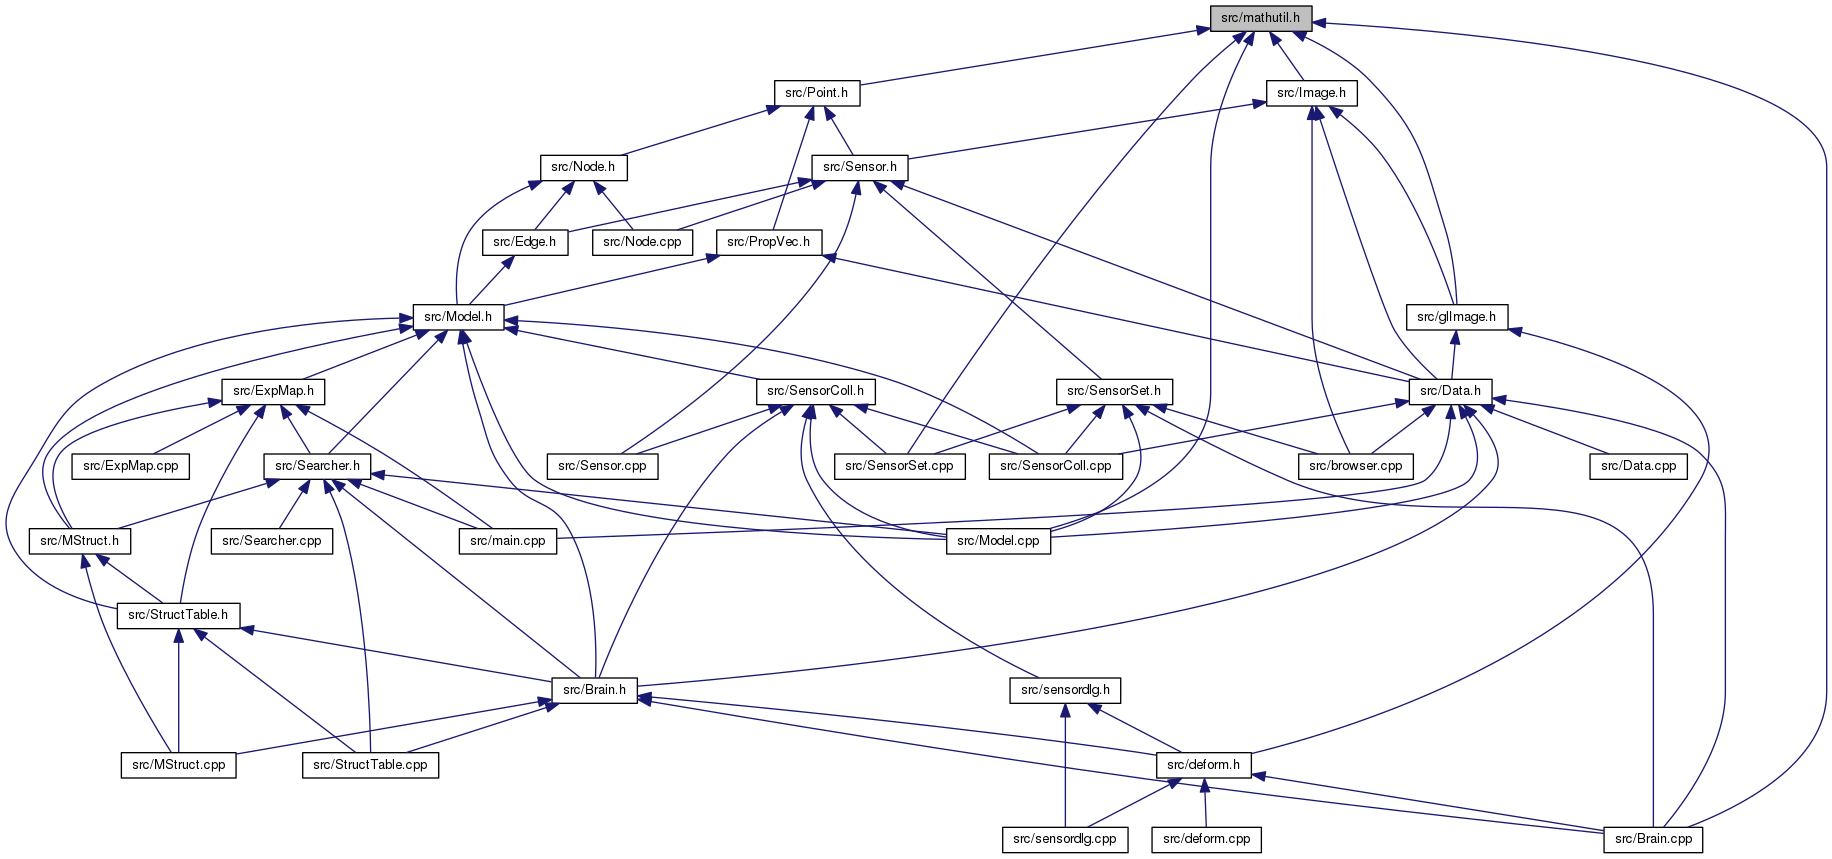 src/mathutil.h
src/Point.h
src/Image.h
src/Node.h
src/Sensor.h
src/Edge.h
src/Node.cpp
src/PropVec.h
src/Model.h
src/glImage.h
src/ExpMap.h
src/SensorColl.h
src/SensorSet.h
src/Data.h
src/ExpMap.cpp
src/Searcher.h
src/Sensor.cpp
src/SensorSet.cpp
src/SensorColl.cpp
src/browser.cpp
src/Data.cpp
src/MStruct.h
src/Searcher.cpp
src/main.cpp
src/Model.cpp
src/StructTable.h
src/Brain.h
src/sensordlg.h
src/MStruct.cpp
src/StructTable.cpp
src/deform.h
src/sensordlg.cpp
src/deform.cpp
src/Brain.cpp